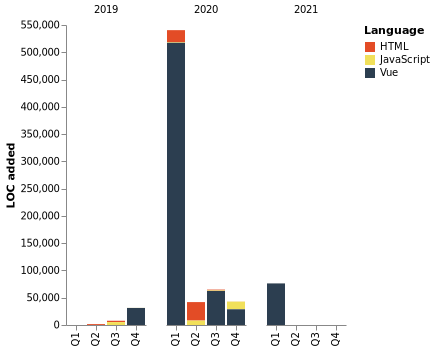 2019
2020
2021
Language
HTML
JavaScript
Vue
LOC added
550,000
500,000
450,000
400,000
350,000
300,000
250,000
200,000
150,000
100,000
50,000
0
Q1
Q2
Q3
Q4
Q1
Q2
Q3
Q4
Q1
Q2
Q3
Q4